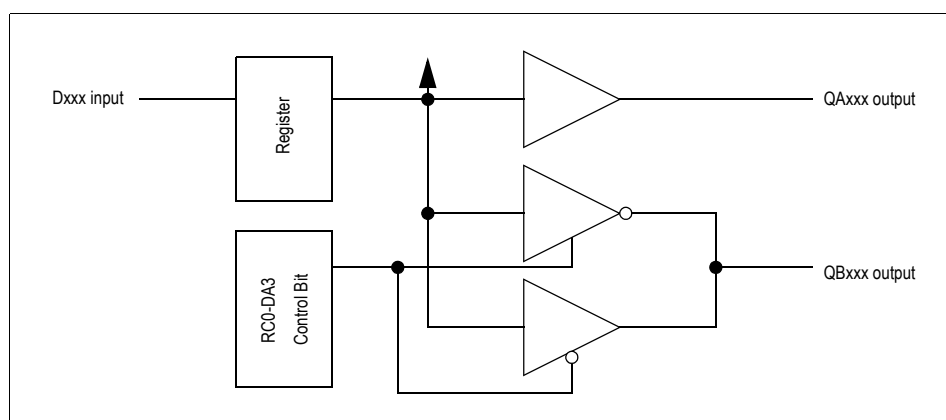 Dxxx input
Register
QAxxx output
RC0-DA3
Control Bit
QBxxx output